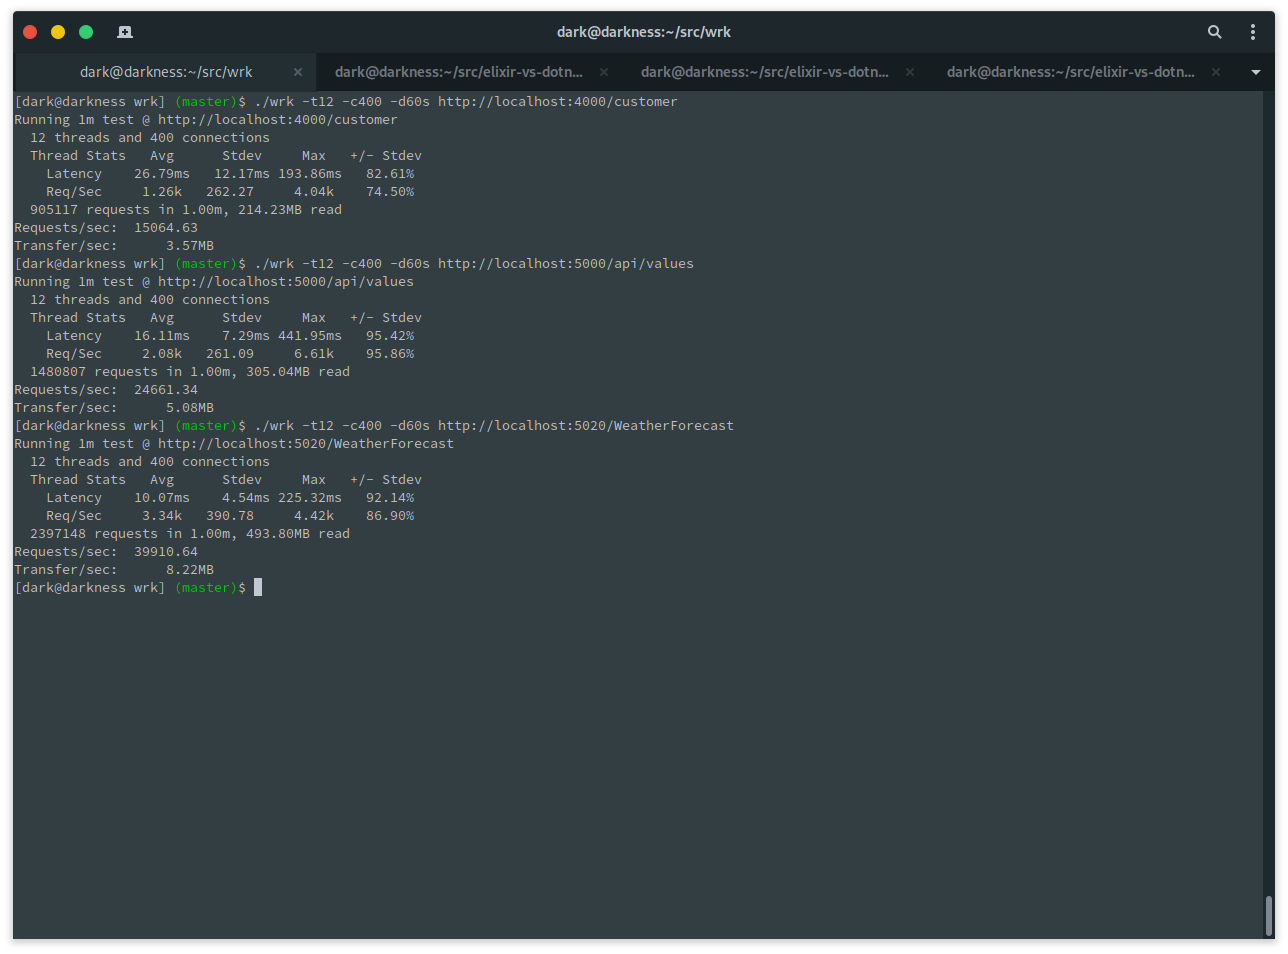 dark@darkness:~/src/wrk
dark@darkness:~/src/wrk × dark@darkness:~/src/elixir-vs-dotn... × dark@darkness:~/src/elixir-vs-dotn... × dark@darkness:~/src/elixir-vs-dotn... ×
[dark@darkness wrk] (master)$ ./wrk -t12 -c400 -d60s http://localhost:4000/customer
Running 1m test @ http://localhost:4000/customer
  12 threads and 400 connections
  Thread Stats   Avg      Stdev     Max   +/- Stdev
    Latency    26.79ms   12.17ms 193.86ms   82.61%
    Req/Sec     1.26k   262.27     4.04k    74.50%
  905117 requests in 1.00m, 214.23MB read
Requests/sec:  15064.63
Transfer/sec:      3.57MB
[dark@darkness wrk] (master)$ ./wrk -t12 -c400 -d60s http://localhost:5000/api/values
Running 1m test @ http://localhost:5000/api/values
  12 threads and 400 connections
  Thread Stats   Avg      Stdev     Max   +/- Stdev
    Latency    16.11ms    7.29ms 441.95ms   95.42%
    Req/Sec     2.08k   261.09     6.61k    95.86%
  1480807 requests in 1.00m, 305.04MB read
Requests/sec:  24661.34
Transfer/sec:      5.08MB
[dark@darkness wrk] (master)$ ./wrk -t12 -c400 -d60s http://localhost:5020/WeatherForecast
Running 1m test @ http://localhost:5020/WeatherForecast
  12 threads and 400 connections
  Thread Stats   Avg      Stdev     Max   +/- Stdev
    Latency    10.07ms    4.54ms 225.32ms   92.14%
    Req/Sec     3.34k   390.78     4.42k    86.90%
  2397148 requests in 1.00m, 493.80MB read
Requests/sec:  39910.64
Transfer/sec:      8.22MB
[dark@darkness wrk] (master)$